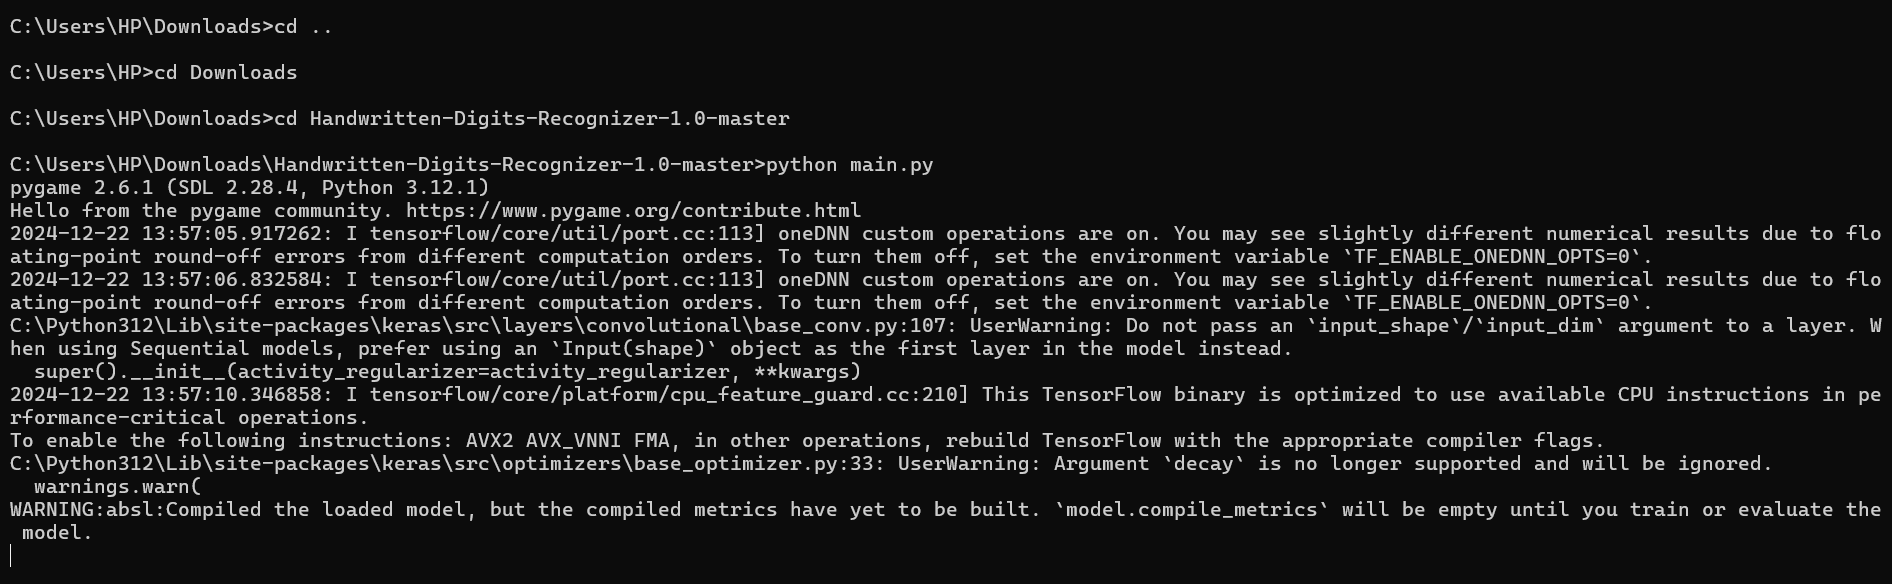 C:\Users\HP\Downloads>cd ..
C:\Users\HP>cd Downloads
C:\Users\HP\Downloads>cd Handwritten-Digits-Recognizer-1.0-master
C:\Users\HP\Downloads\Handwritten-Digits-Recognizer-1.0-master>python main.py
pygame 2.6.1 (SDL 2.28.4, Python 3.12.1)
Hello from the pygame community. https://www.pygame.org/contribute.html
2024-12-22 13:57:05.917262: I tensorflow/core/util/port.cc:113] oneDNN custom operations are on. You may see slightly different numerical results due to flo
ating-point round-off errors from different computation orders. To turn them off, set the environment variable `TF_ENABLE_ONEDNN_OPTS=0`.
2024-12-22 13:57:06.832584: I tensorflow/core/util/port.cc:113] oneDNN custom operations are on. You may see slightly different numerical results due to flo
ating-point round-off errors from different computation orders. To turn them off, set the environment variable `TF_ENABLE_ONEDNN_OPTS=0`.
C:\Python312\Lib\site-packages\keras\src\layers\convolutional\base_conv.py:107: UserWarning: Do not pass an `input_shape`/`input_dim` argument to a layer. W
hen using Sequential models, prefer using an `Input(shape)` object as the first layer in the model instead.
  super().__init__(activity_regularizer=activity_regularizer, **kwargs)
2024-12-22 13:57:10.346858: I tensorflow/core/platform/cpu_feature_guard.cc:210] This TensorFlow binary is optimized to use available CPU instructions in pe
rformance-critical operations.
To enable the following instructions: AVX2 AVX_VNNI FMA, in other operations, rebuild TensorFlow with the appropriate compiler flags.
C:\Python312\Lib\site-packages\keras\src\optimizers\base_optimizer.py:33: UserWarning: Argument `decay` is no longer supported and will be ignored.
  warnings.warn(
WARNING:absl:Compiled the loaded model, but the compiled metrics have yet to be built. `model.compile_metrics` will be empty until you train or evaluate the
 model.